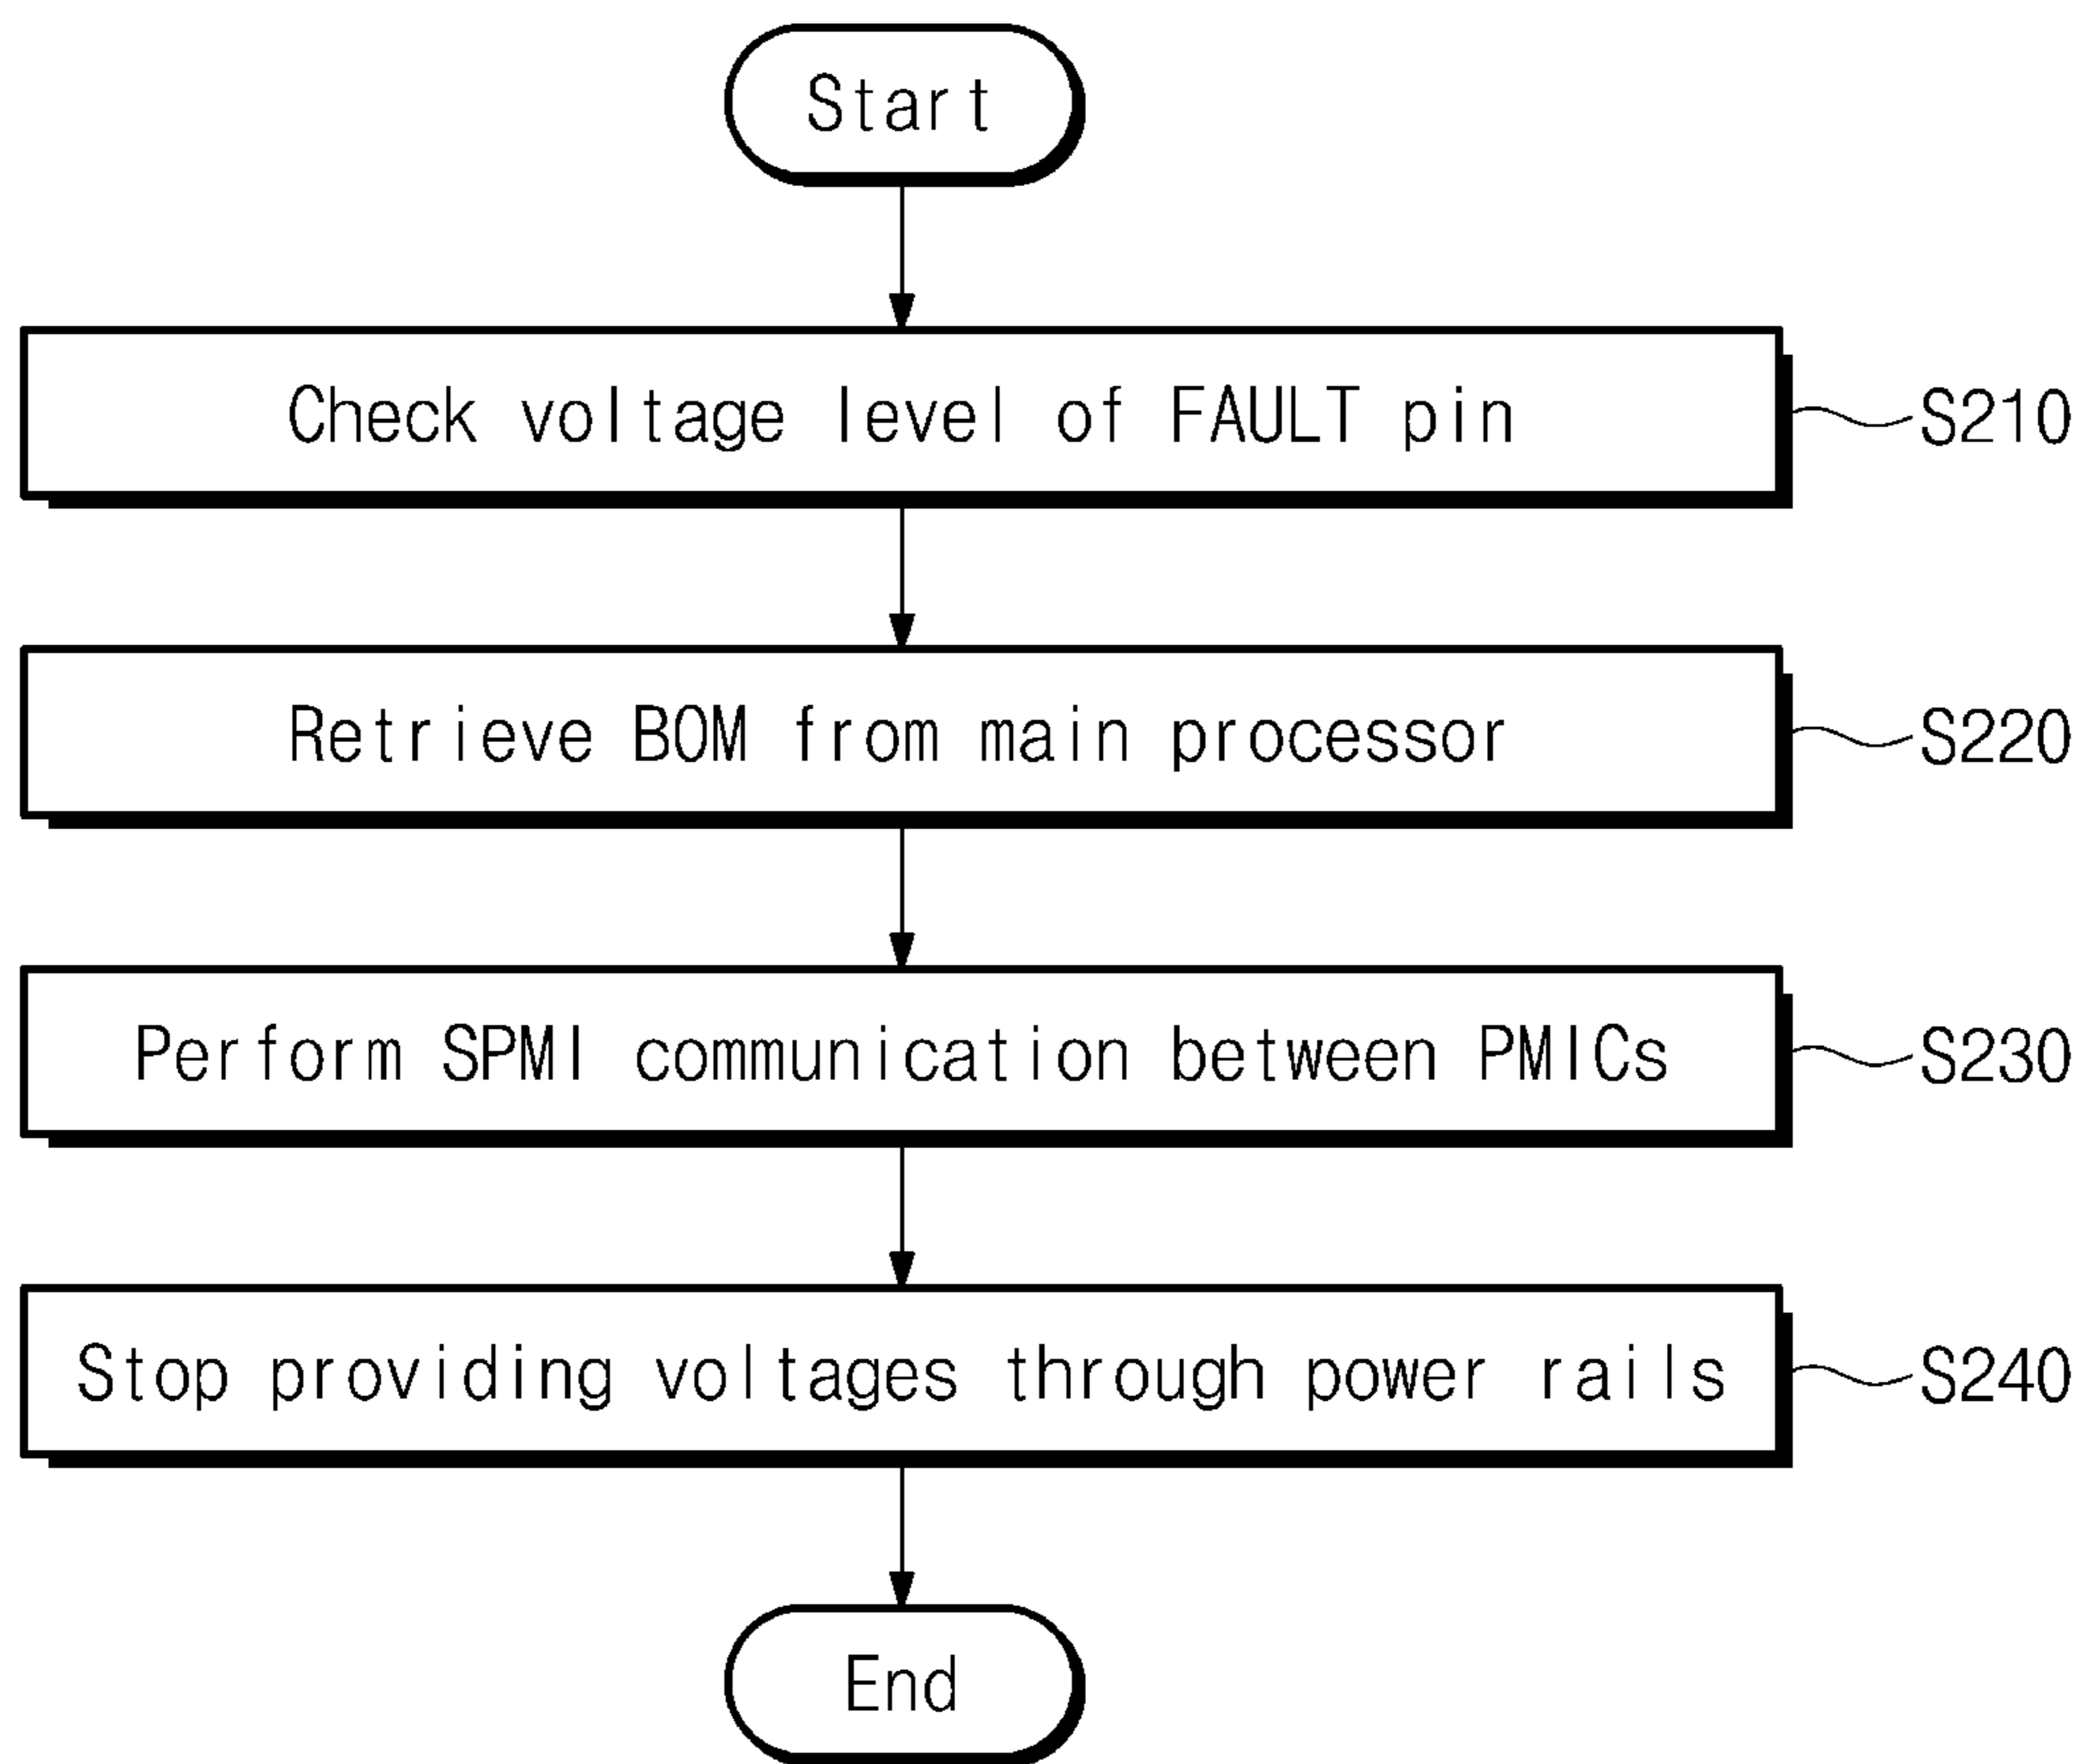 Start
Check voltage level of FAULT pin
S210
Retrieve BOM from main processor
S220
Perform SPMI communication between PMICs
S230
Stop providing voltages through power rails
S240
End